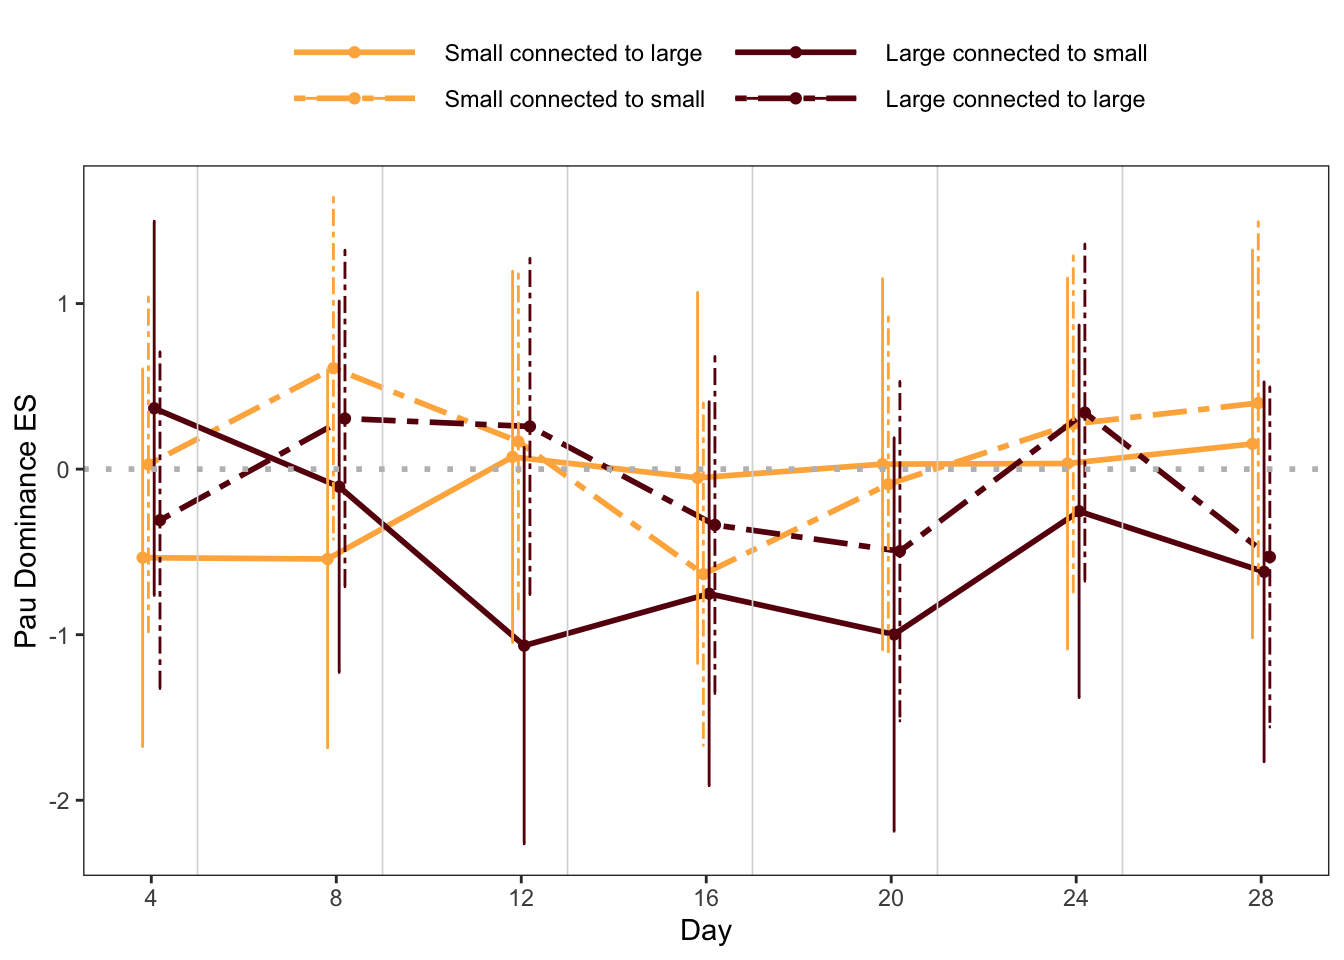 Small connected to large
Large connected to small
Small connected to small
Large connected to large
Pau Dominance ES
1
0
-1
-2
4
8
12
16
20
24
28
Day